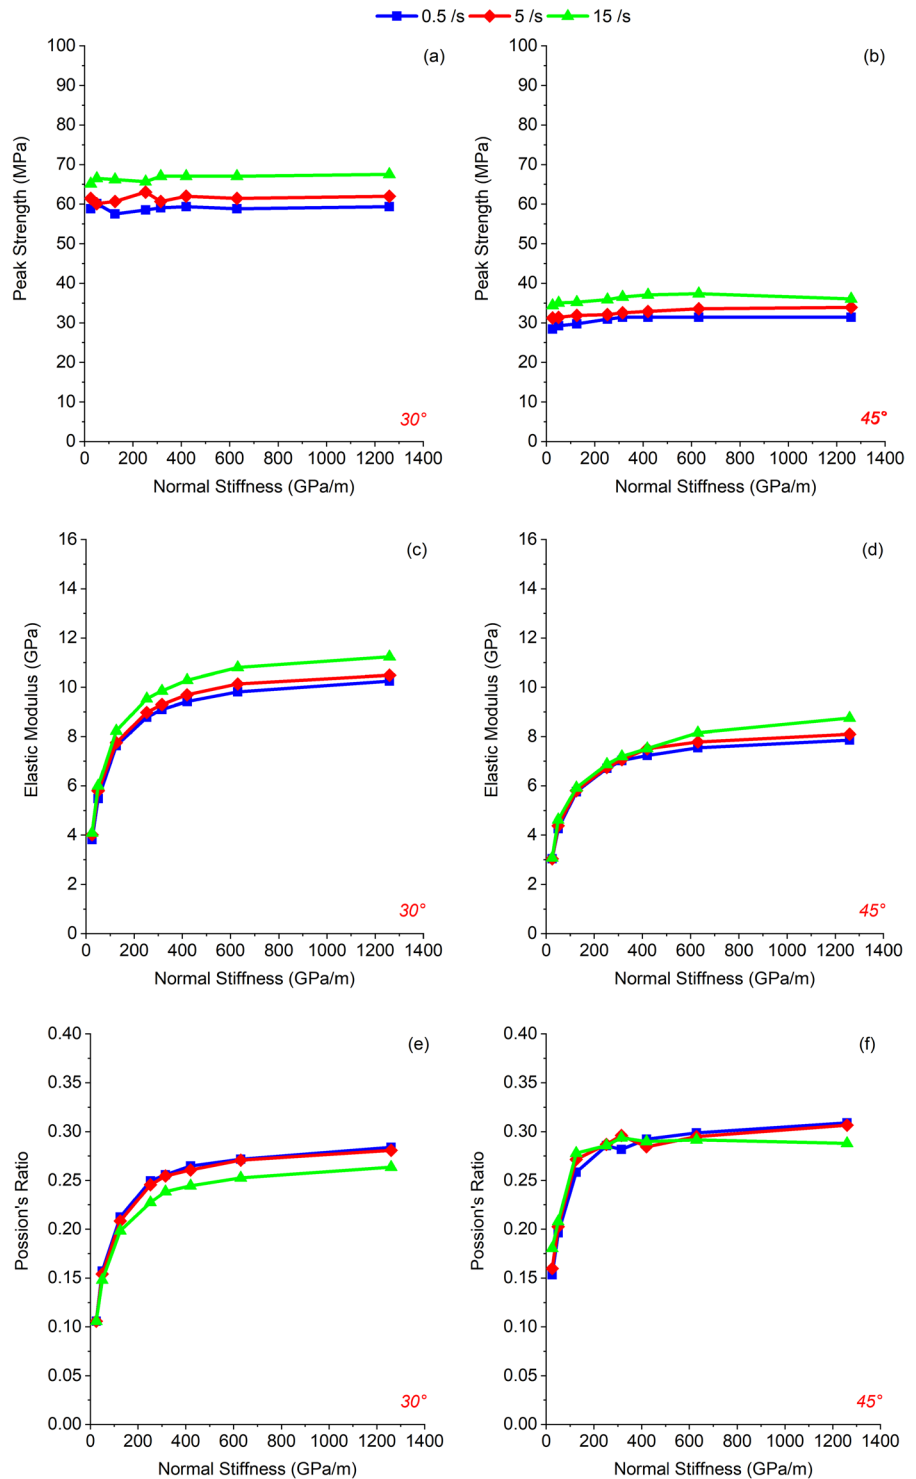 0.5 /s 5 /s 15 /s
(a)
100
90
80
70
60
50
40
30
20
10
0
Peak Strength (MPa)
30°
0 200 400 600 800 1000 1200 1400
Normal Stiffness (GPa/m)
(b)
100
90
80
70
60
50
40
30
20
10
0
Peak Strength (MPa)
45°
0 200 400 600 800 1000 1200 1400
Normal Stiffness (GPa/m)
(c)
16
14
12
10
8
6
4
2
0
Elastic Modulus (GPa)
30°
0 200 400 600 800 1000 1200 1400
Normal Stiffness (GPa/m)
(d)
16
14
12
10
8
6
4
2
0
Elastic Modulus (GPa)
45°
0 200 400 600 800 1000 1200 1400
Normal Stiffness (GPa/m)
(e)
0.40
0.35
0.30
0.25
0.20
0.15
0.10
0.05
0.00
Possion's Ratio
30°
0 200 400 600 800 1000 1200 1400
Normal Stiffness (GPa/m)
(f)
0.40
0.35
0.30
0.25
0.20
0.15
0.10
0.05
0.00
Possion's Ratio
45°
0 200 400 600 800 1000 1200 1400
Normal Stiffness (GPa/m)